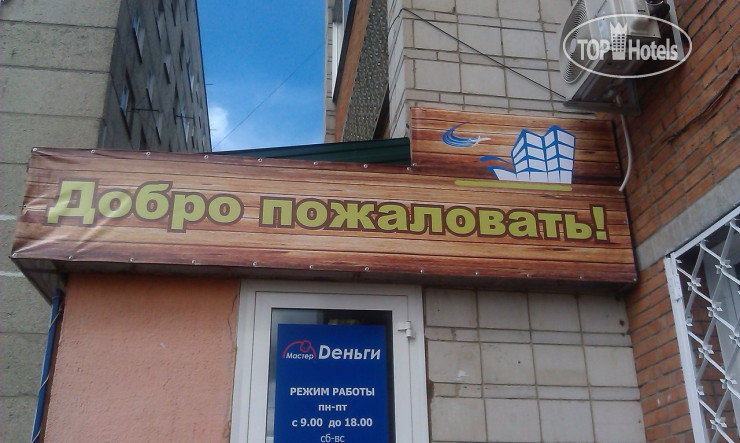 TOP Hotels
Добро пожаловать!
Мастер Деньги
РЕЖИМ РАБОТЫ
пн-пт
с 9.00 до 18.00
сб-вс